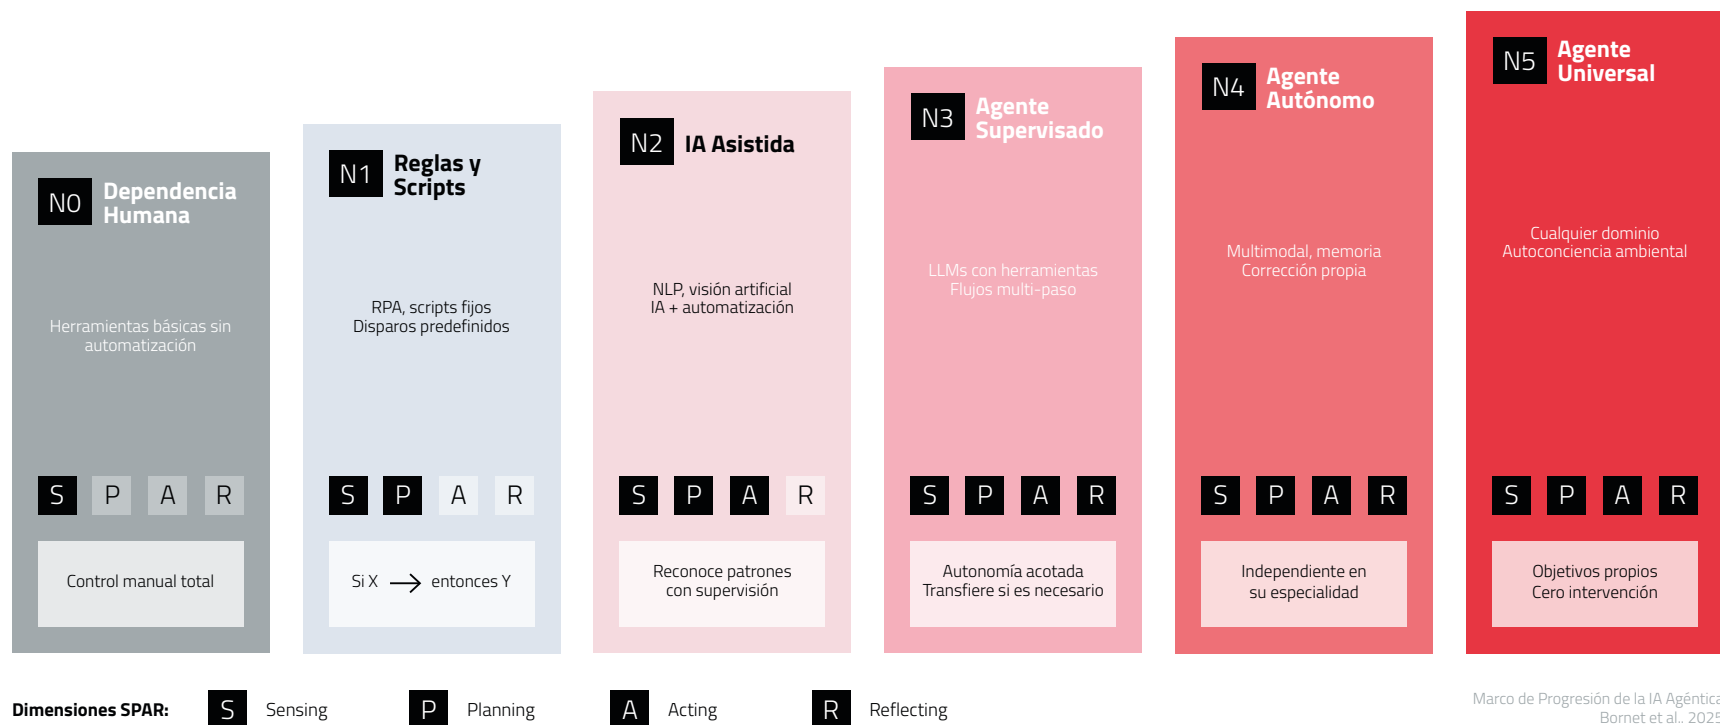 N0
Dependencia
Humana
Herramientas básicas sin
automatización
S P A R
Control manual total
N1
Reglas y
Scripts
RPA, scripts fijos
Disparos predefinidos
S P A R
Si X → entonces Y
N2
IA Asistida
NLP, visión artificial
IA + automatización
S P A R
Reconoce patrones
con supervisión
N3
Agente
Supervisado
LLMs con herramientas
Flujos multi-paso
S P A R
Autonomía acotada
Transfiere si es necesario
N4
Agente
Autónomo
Multimodal, memoria
Corrección propia
S P A R
Independiente en
su especialidad
N5
Agente
Universal
Cualquier dominio
Autoconciencia ambiental
S P A R
Objetivos propios
Cero intervención
Dimensiones SPAR: S Sensing P Planning A Acting R Reflecting
Marco de Progresión de la IA Agéntica
Bornet et al., 2025